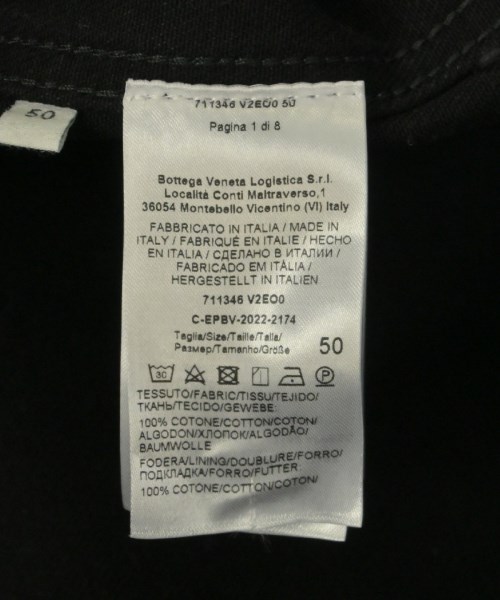 50
711346 V2EO0 50
Pagina 1 di 8
Bottega Veneta Logistica S.r.l.
Località Conti Maltraverso,1
36054 Montebello Vicentino (VI) Italy
FABBRICATO IN ITALIA / MADE IN
ITALY / FABRIQUÉ EN ITALIE / HECHO
EN ITALIA / СДЕЛАНО В ИТАЛИИ /
FABRICADO EM ITÁLIA /
HERGESTELLT IN ITALIEN
711346 V2EO0
C-EPBV-2022-2174
Taglia/Size/Taille/Talla/
Размер/Tamanho/Größe 50
30 P
TESSUTO/FABRIC/TISSU/TEJIDO/
ТКАНЬ/TECIDO/GEWEBE:
100% COTONE/COTTON/COTON/
ALGODON/ХЛОПОК/ALGODÃO/
BAUMWOLLE
FODERA/LINING/DOUBLURE/FORRO/
ПОДКЛАДКА/FORRO/FUTTER:
100% COTONE/COTTON/COTON/